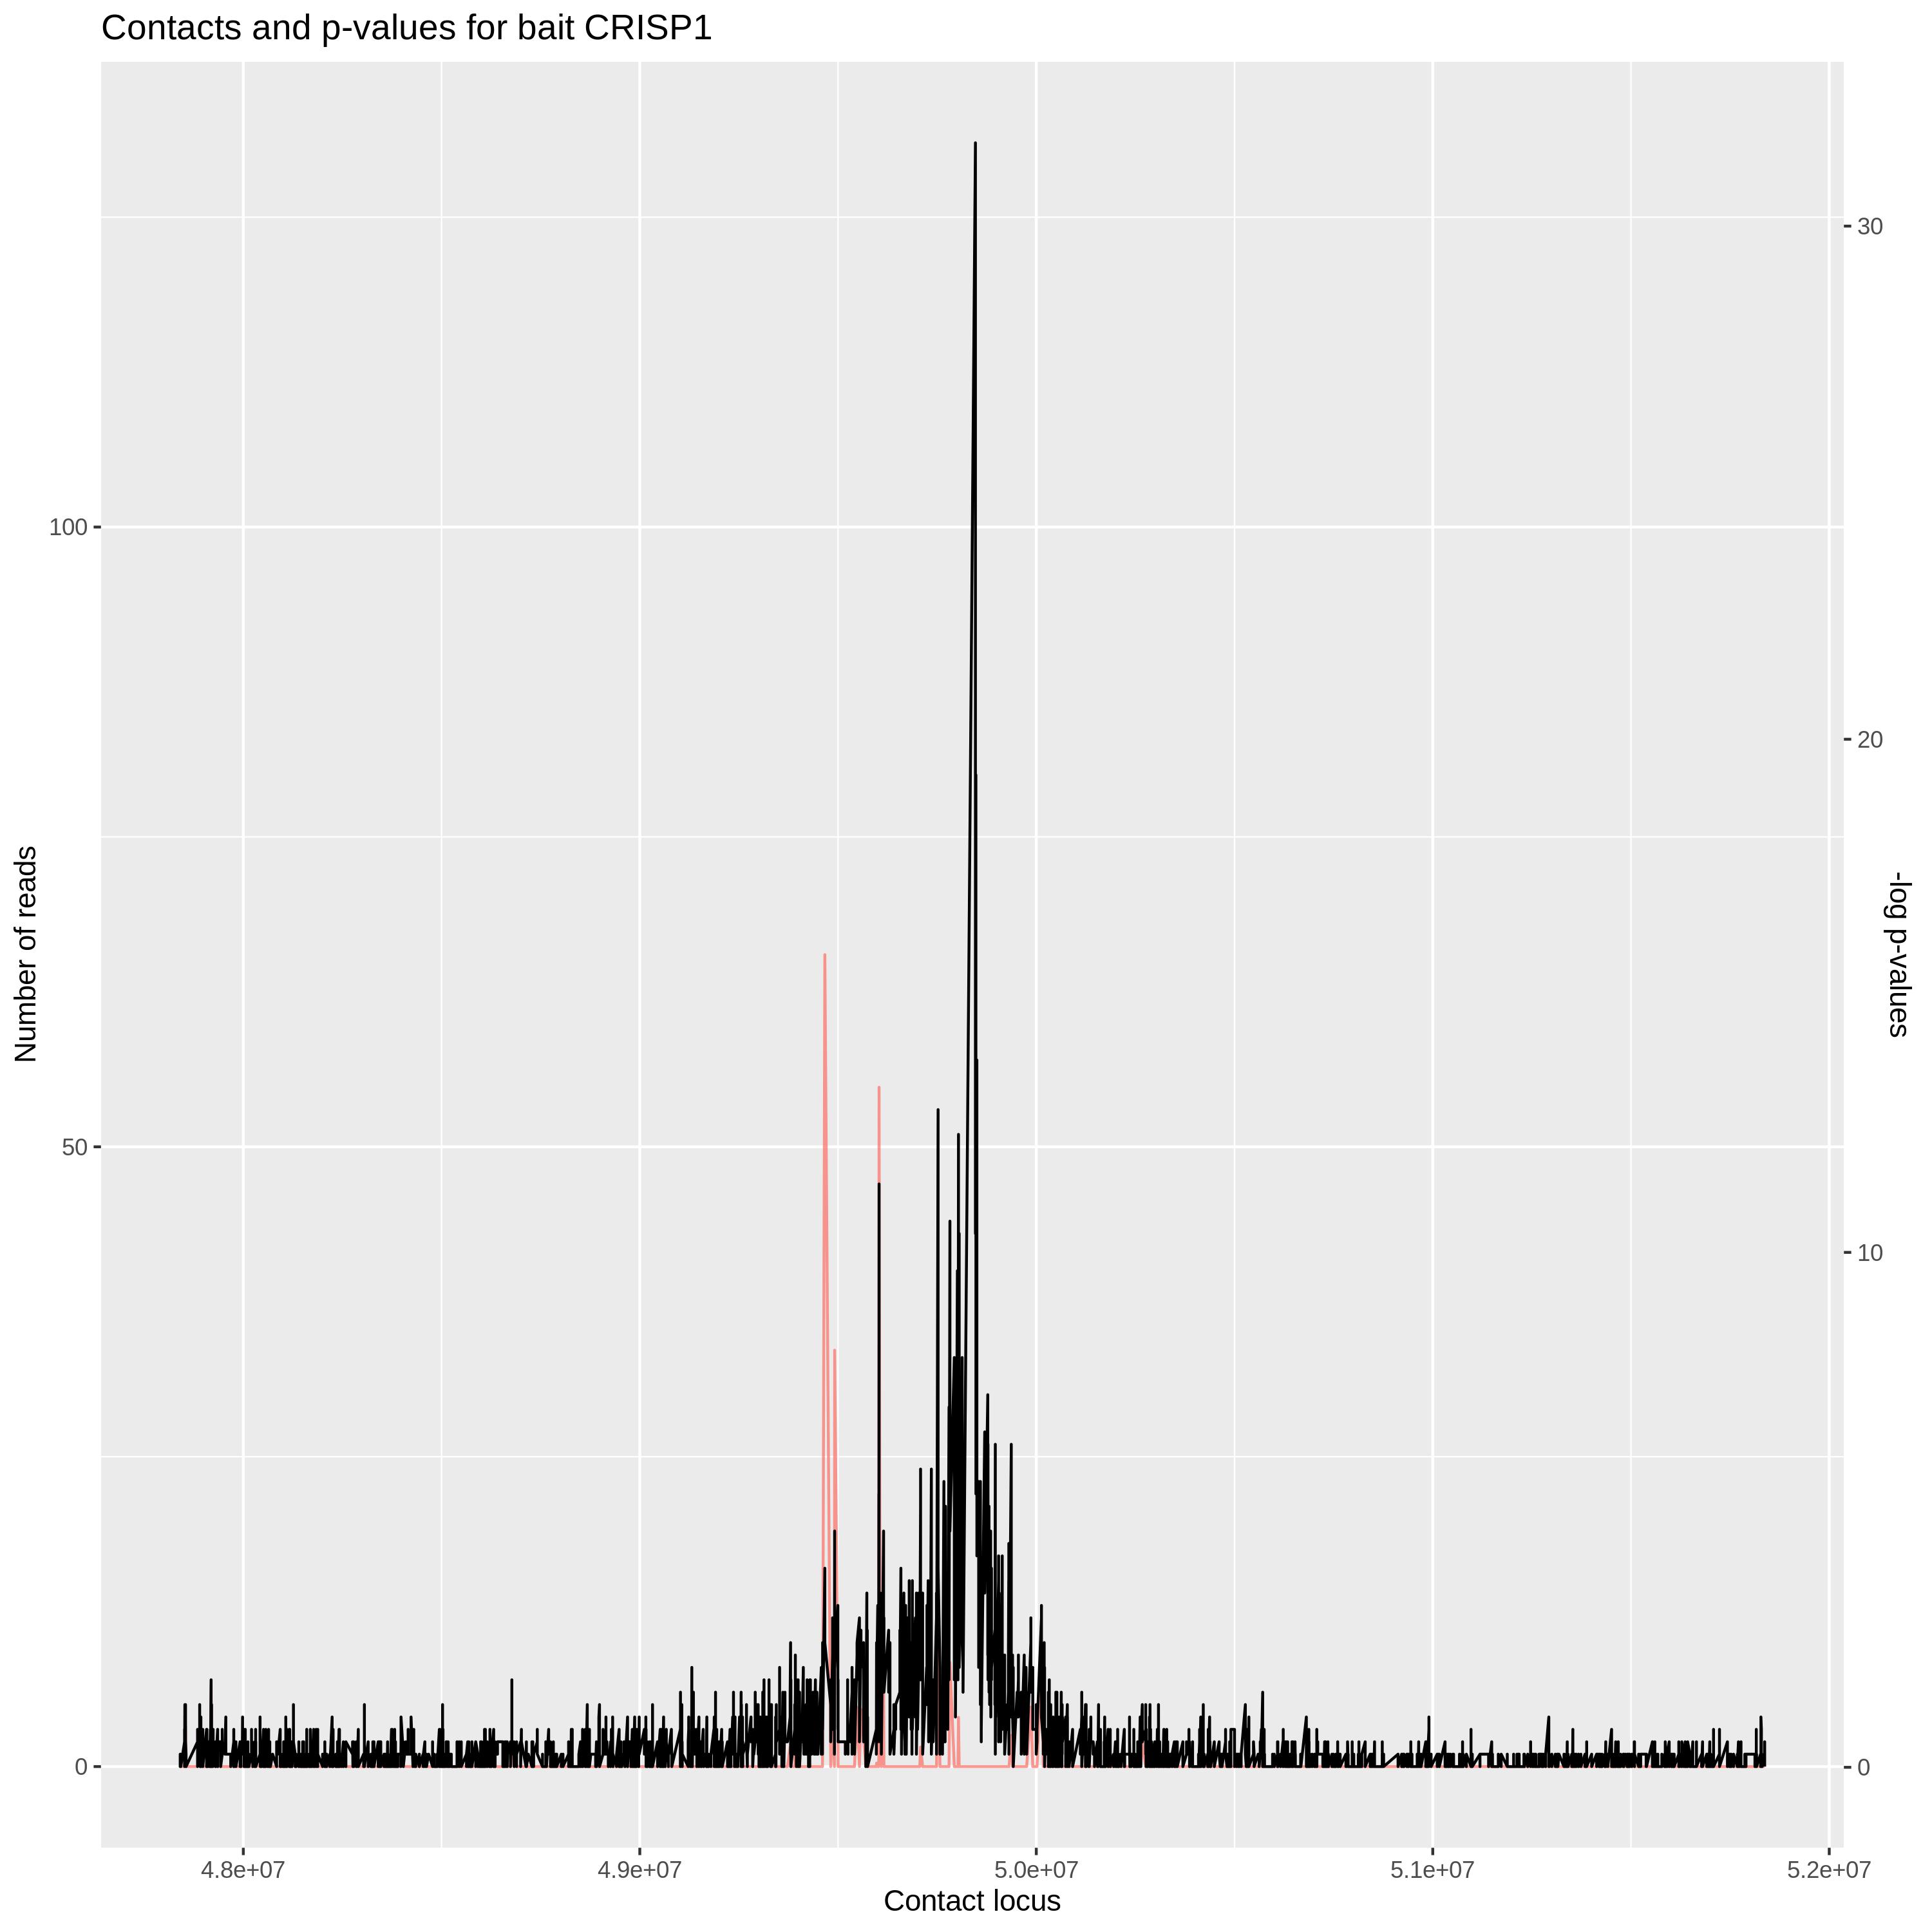 Contacts and p-values for bait CRISP1
100
50
0
Number of reads
30
20
10
0
-log p-values
4.8e+07 4.9e+07 5.0e+07 5.1e+07 5.2e+07
Contact locus